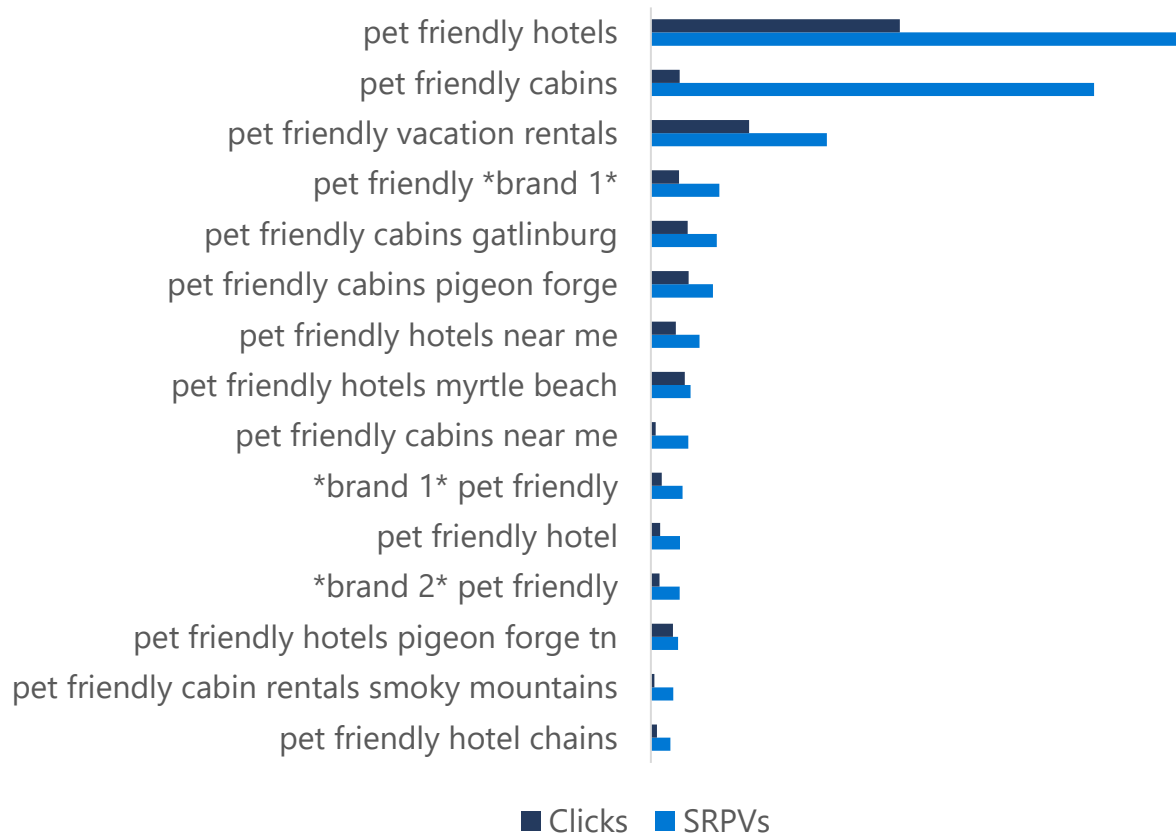 pet friendly hotels
pet friendly cabins
pet friendly vacation rentals
pet friendly *brand 1*
pet friendly cabins gatlinburg
pet friendly cabins pigeon forge
pet friendly hotels near me
pet friendly hotels myrtle beach
pet friendly cabins near me
*brand 1* pet friendly
pet friendly hotel
*brand 2* pet friendly
pet friendly hotels pigeon forge tn
pet friendly cabin rentals smoky mountains
pet friendly hotel chains
Clicks SRPVs